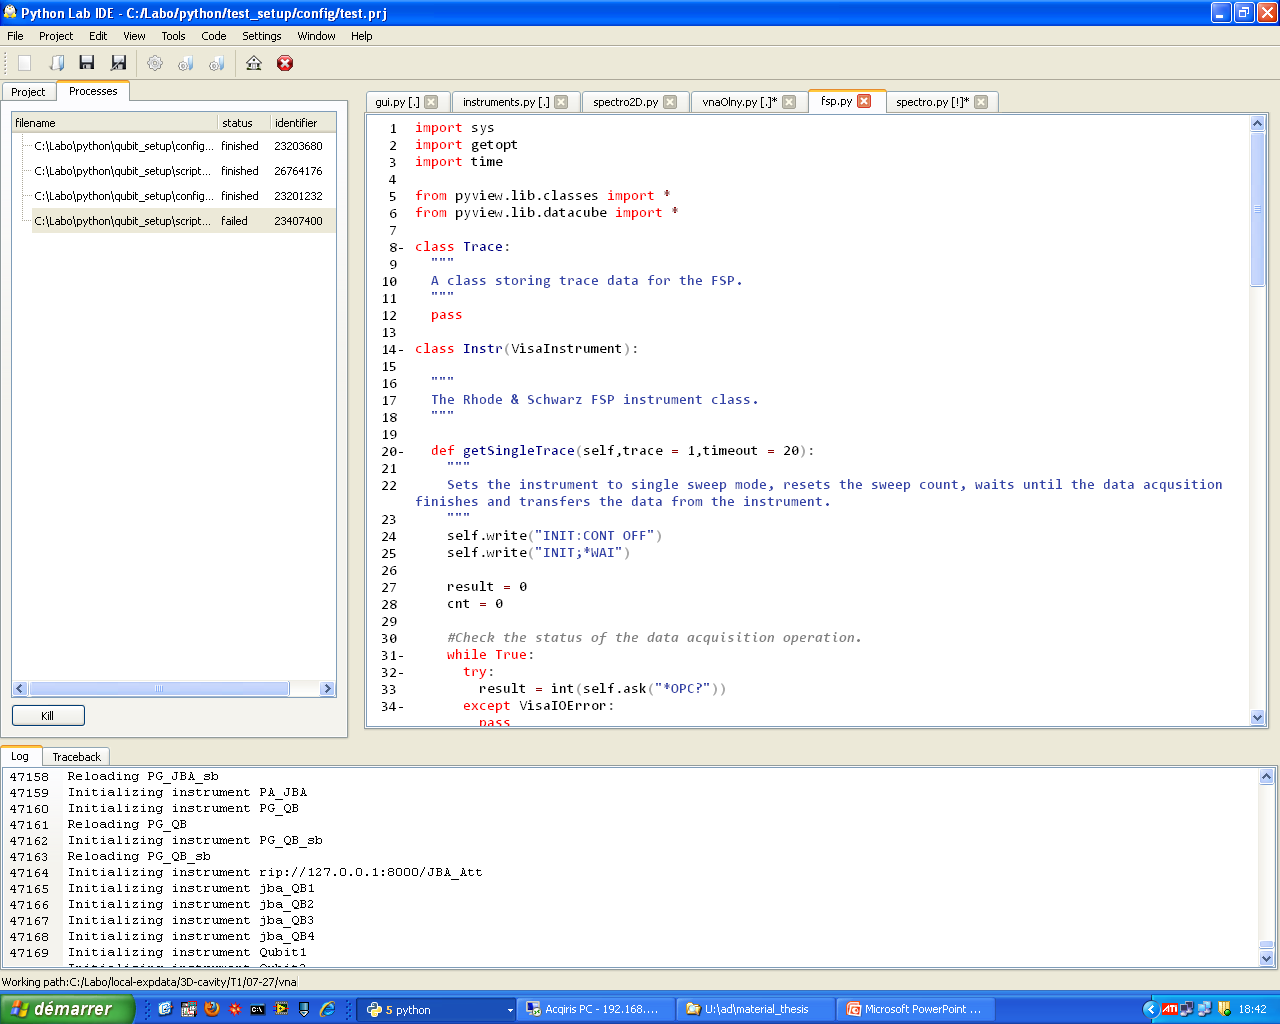 Python Lab IDE - C:/Labo/python/test_setup/config/test.prj
File Project Edit View Tools Code Settings Window Help
Project Processes
filename status identifier
C:\Labo\python\qubit_setup\config... finished 23203680
C:\Labo\python\qubit_setup\script... finished 26764176
C:\Labo\python\qubit_setup\config... finished 23201232
C:\Labo\python\qubit_setup\script... failed 23407400
Kill
gui.py [.] instruments.py [.] spectro2D.py vnaOlny.py [.]* fsp.py spectro.py [!]*
1 import sys
2 import getopt
3 import time
4
5 from pyview.lib.classes import *
6 from pyview.lib.datacube import *
7
8- class Trace:
9 """
10 A class storing trace data for the FSP.
11 """
12 pass
13
14- class Instr(VisaInstrument):
15
16 """
17 The Rhode & Schwarz FSP instrument class.
18 """
19
20- def getSingleTrace(self,trace = 1,timeout = 20):
21 """
22 Sets the instrument to single sweep mode, resets the sweep count, waits until the data acqusition
finishes and transfers the data from the instrument.
23 """
24 self.write("INIT:CONT OFF")
25 self.write("INIT;*WAI")
26
27 result = 0
28 cnt = 0
29
30 #Check the status of the data acquisition operation.
31- while True:
32- try:
33 result = int(self.ask("*OPC?"))
34- except VisaIOError:
pass
Log Traceback
47158 Reloading PG_JBA_sb
47159 Initializing instrument PA_JBA
47160 Initializing instrument PG_QB
47161 Reloading PG_QB
47162 Initializing instrument PG_QB_sb
47163 Reloading PG_QB_sb
47164 Initializing instrument rip://127.0.0.1:8000/JBA_Att
47165 Initializing instrument jba_QB1
47166 Initializing instrument jba_QB2
47167 Initializing instrument jba_QB3
47168 Initializing instrument jba_QB4
47169 Initializing instrument Qubit1
Working path:C:/Labo/local-expdata/3D-cavity/T1/07-27/vna
démarrer 5 python Acqiris PC - 192.168.... U:\ad\material_thesis Microsoft PowerPoint ... ATI 18:42